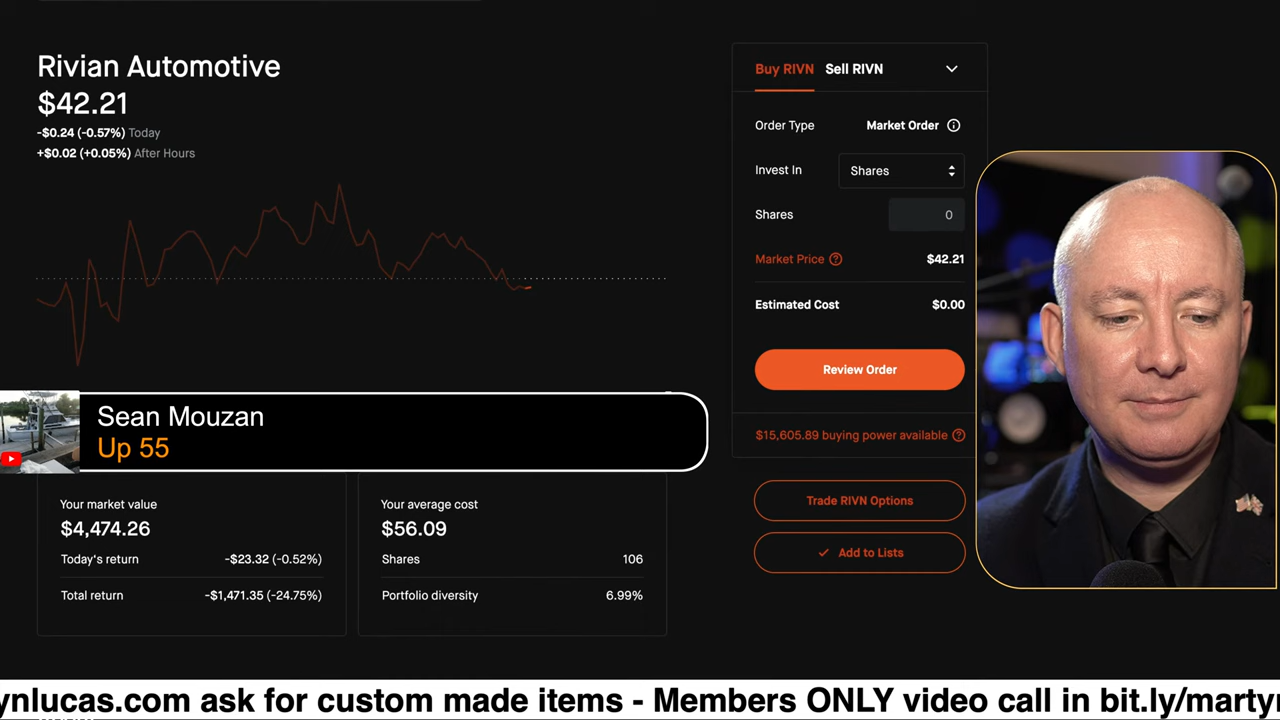 Rivian Automotive
$42.21
-$0.24 (-0.57%) Today
+$0.02 (+0.05%) After Hours
Buy RIVN Sell RIVN
Order Type Market Order
Invest In Shares
Shares 0
Market Price $42.21
Estimated Cost $0.00
Review Order
$15,605.89 buying power available
Trade RIVN Options
Add to Lists
Sean Mouzan
Up 55
Your market value
$4,474.26
Today's return -$23.32 (-0.52%)
Total return -$1,471.35 (-24.75%)
Your average cost
$56.09
Shares 106
Portfolio diversity 6.99%
ynlucas.com ask for custom made items - Members ONLY video call in bit.ly/martyn